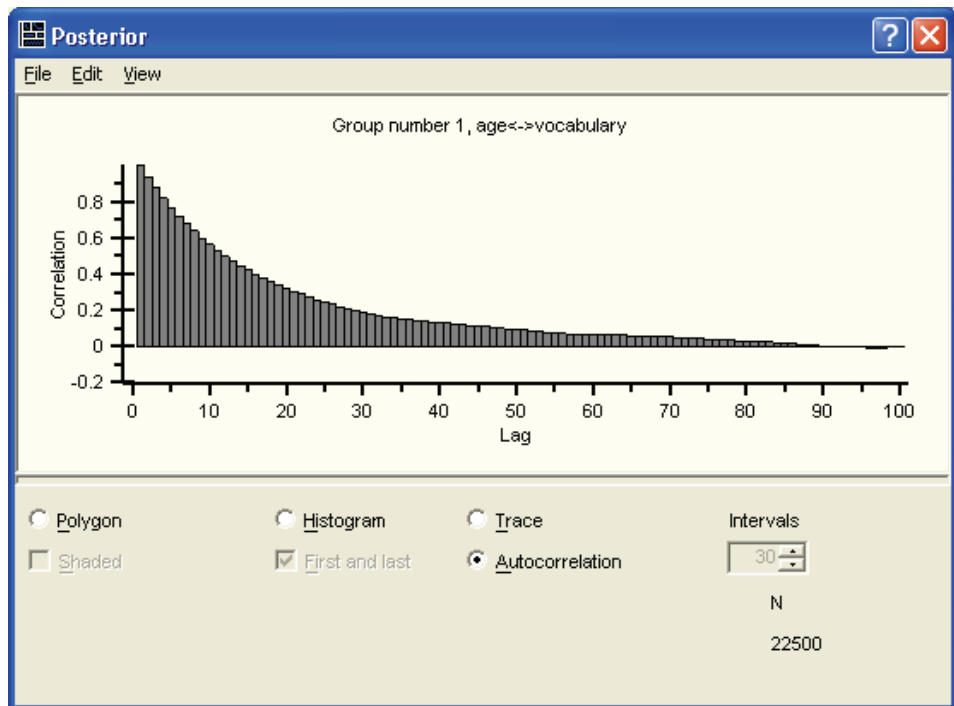 Posterior
File Edit View
Group number 1, age<->vocabulary
Correlation
0.8
0.6
0.4
0.2
0
-0.2
0 10 20 30 40 50 60 70 80 90 100
Lag
Polygon Histogram Trace Intervals
Shaded First and last Autocorrelation 30
N
22500